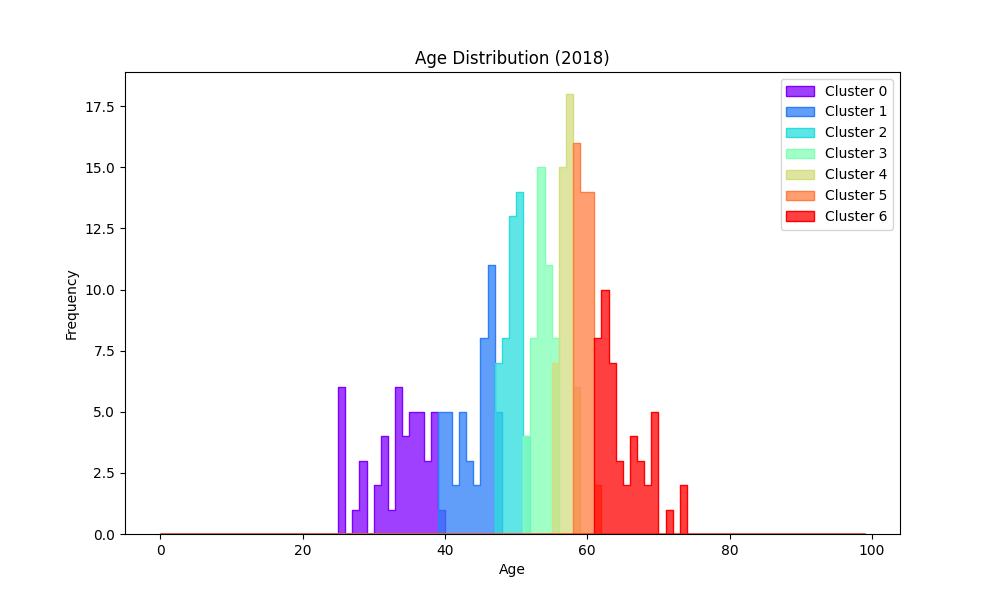 Age Distribution (2018)
Cluster 0
Cluster 1
Cluster 2
Cluster 3
Cluster 4
Cluster 5
Cluster 6
17.5
15.0
12.5
10.0
7.5
5.0
2.5
0.0
Frequency
0 20 40 60 80 100
Age